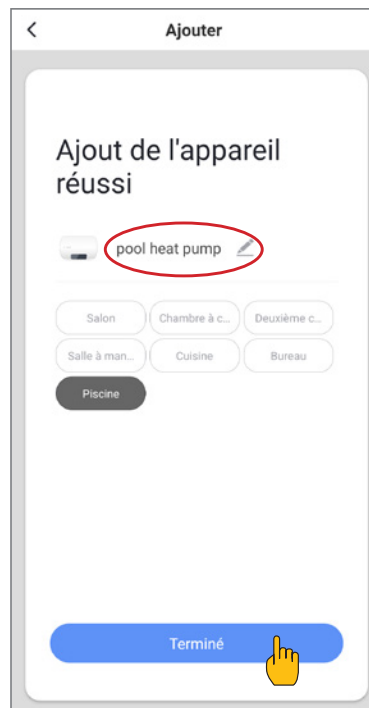 Ajouter
Ajout de l'appareil
réussi
pool heat pump
Salon Chambre à c... Deuxième c...
Salle à man... Cuisine Bureau
Piscine
Terminé